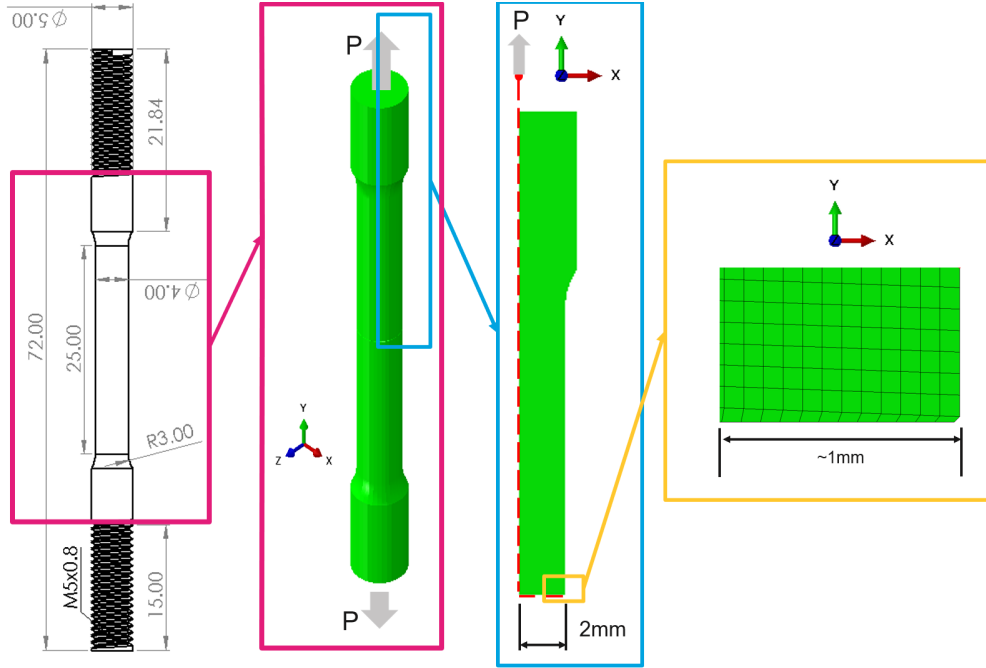 Ø 5.00
21.84
Ø 4.00
72.00
25.00
R3.00
M5x0.8
15.00
P
Y
Z
X
P
P
Y
X
2mm
Y
X
~1mm